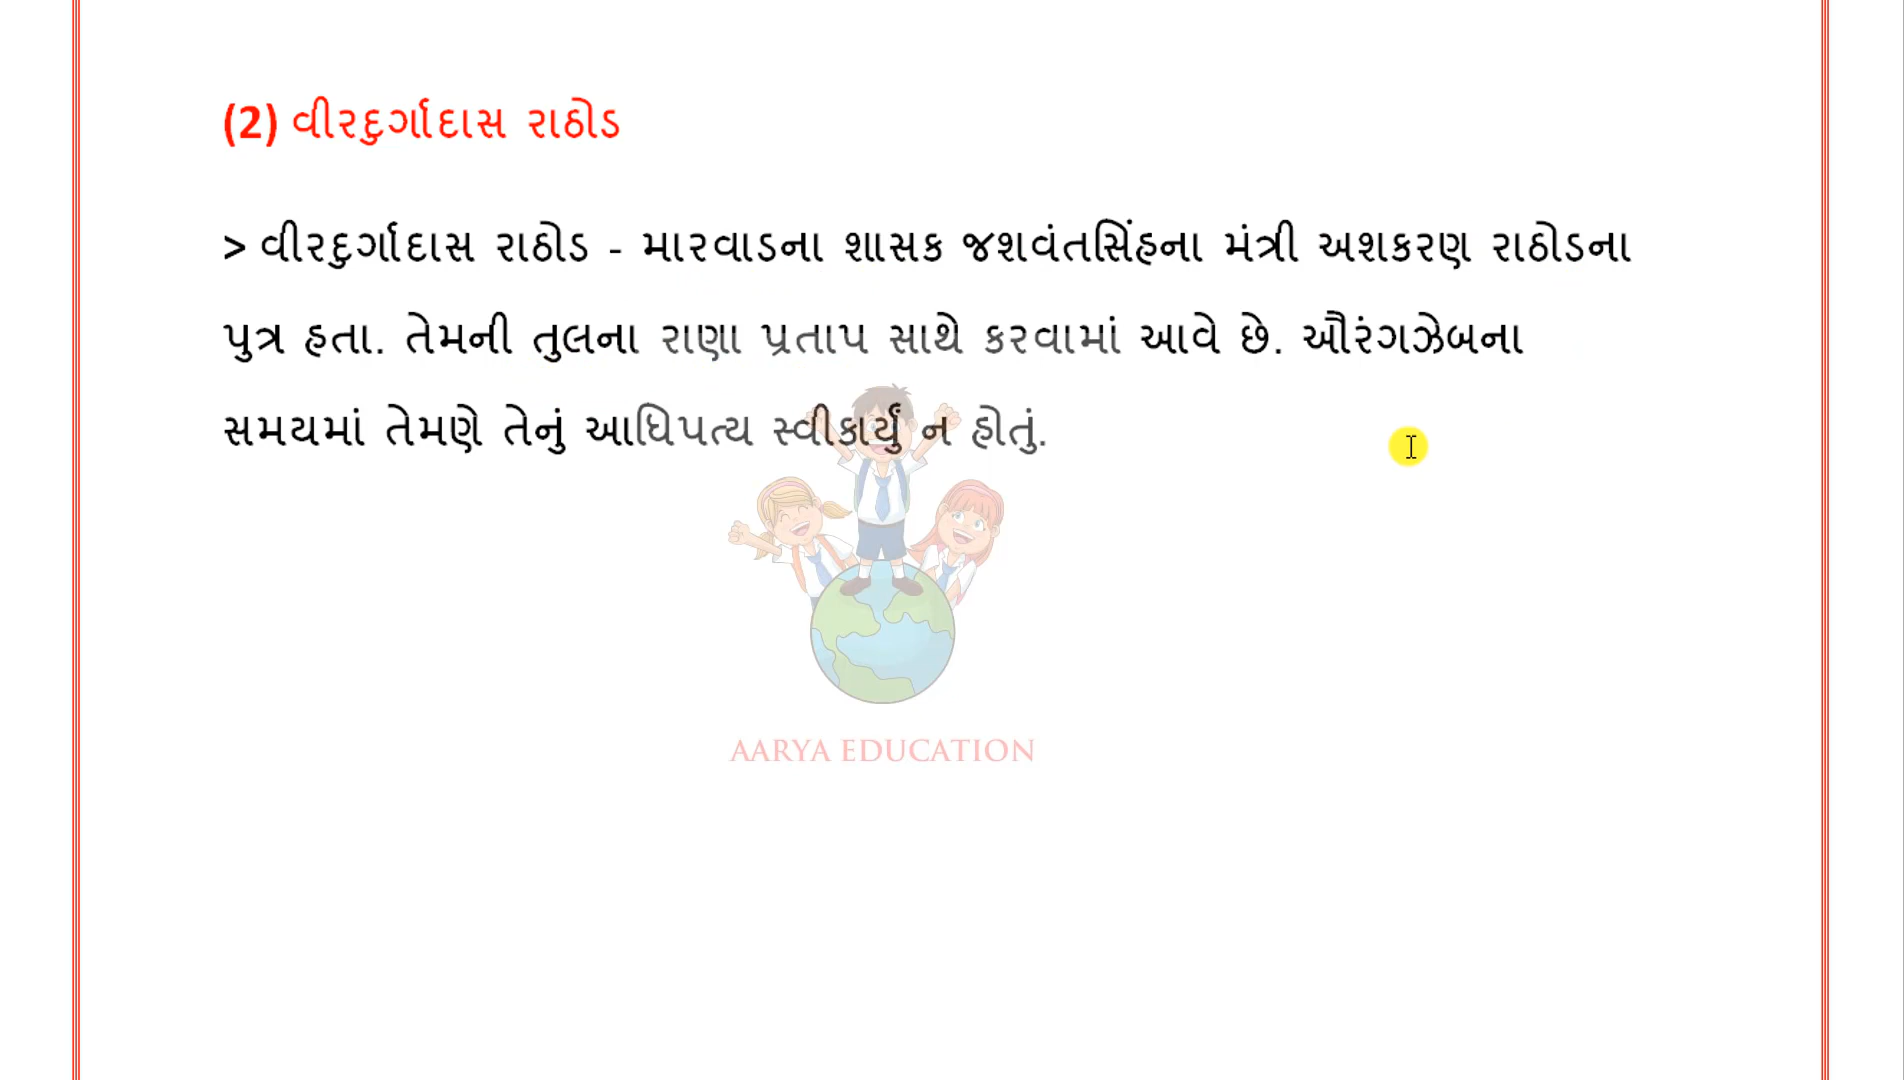 (2) વીરદુર્ગાદાસ રાઠોડ
> વીરદુર્ગાદાસ રાઠોડ - મારવાડના શાસક જશવંતસિંહના મંત્રી અશકરણ રાઠોડના
પુત્ર હતા. તેમની તુલના રાણા પ્રતાપ સાથે કરવામાં આવે છે. ઔરંગઝેબના
સમયમાં તેમણે તેનું આધિપત્ય સ્વીકાર્યું ન હોતું.
AARYA EDUCATION